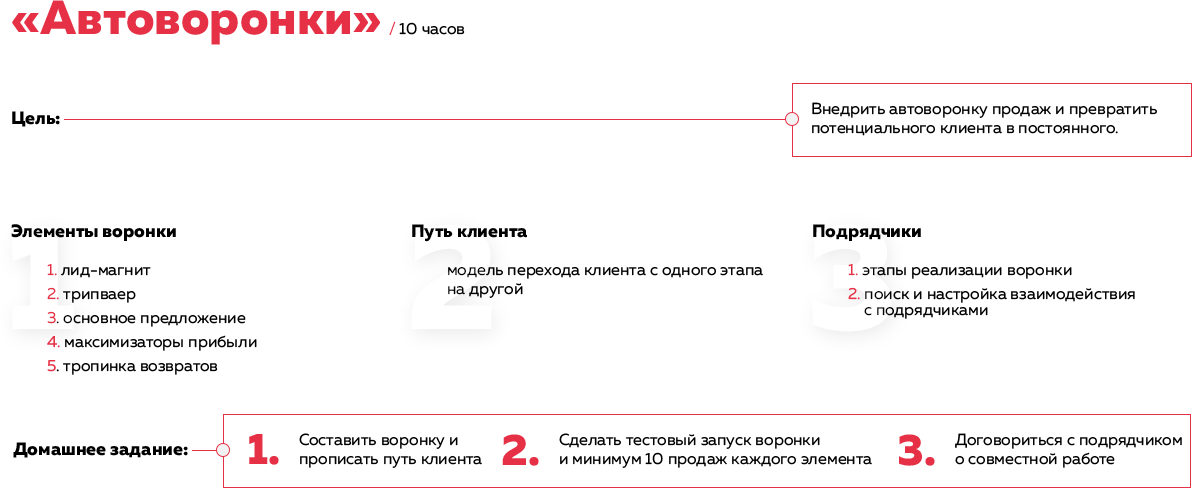 «Автоворонки» / 10 часов
Цель:
Внедрить автоворонку продаж и превратить
потенциального клиента в постоянного.
1
Элементы воронки
1. лид-магнит
2. трипваер
3. основное предложение
4. максимизаторы прибыли
5. тропинка возвратов
2
Путь клиента
модель перехода клиента с одного этапа
на другой
3
Подрядчики
1. этапы реализации воронки
2. поиск и настройка взаимодействия
с подрядчиками
Домашнее задание:
1.
Составить воронку и
прописать путь клиента
2.
Сделать тестовый запуск воронки
и минимум 10 продаж каждого элемента
3.
Договориться с подрядчиком
о совместной работе